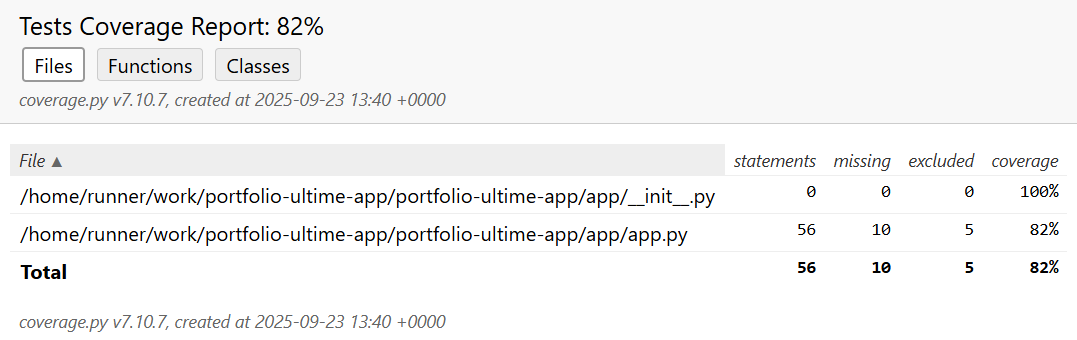 Tests Coverage Report: 82%
Files Functions Classes
coverage.py v7.10.7, created at 2025-09-23 13:40 +0000
File ▲ statements missing excluded coverage
/home/runner/work/portfolio-ultime-app/portfolio-ultime-app/app/__init__.py 0 0 0 100%
/home/runner/work/portfolio-ultime-app/portfolio-ultime-app/app/app.py 56 10 5 82%
Total 56 10 5 82%
coverage.py v7.10.7, created at 2025-09-23 13:40 +0000